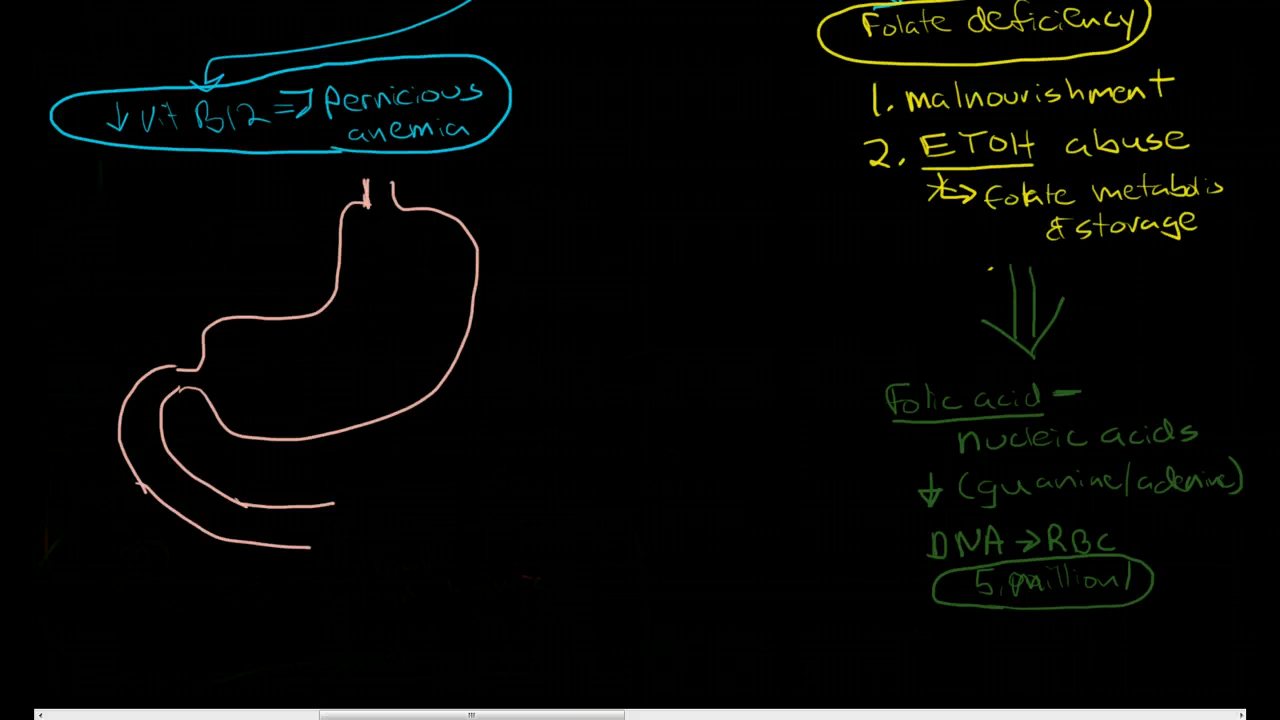 ↓ Vit B12 ⇒ Pernicious
anemia
Folate deficiency
1. malnourishment
2. ETOH abuse
↳ folate metabolis
& storage
Folic acid -
nucleic acids
↓ (guanine/adenine)
DNA → RBC
5 million/